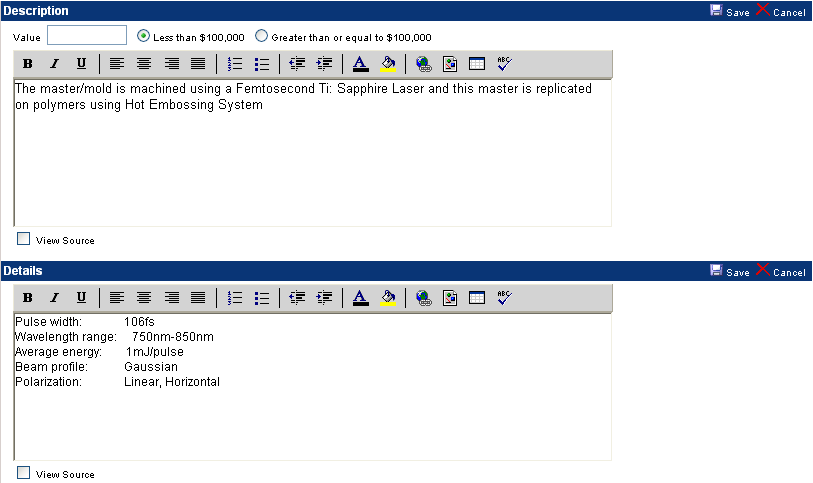 Description Save Cancel
Value Less than $100,000 Greater than or equal to $100,000
B I U A ABC
The master/mold is machined using a Femtosecond Ti: Sapphire Laser and this master is replicated
on polymers using Hot Embossing System
View Source
Details Save Cancel
B I U A ABC
Pulse width: 106fs
Wavelength range: 750nm-850nm
Average energy: 1mJ/pulse
Beam profile: Gaussian
Polarization: Linear, Horizontal
View Source